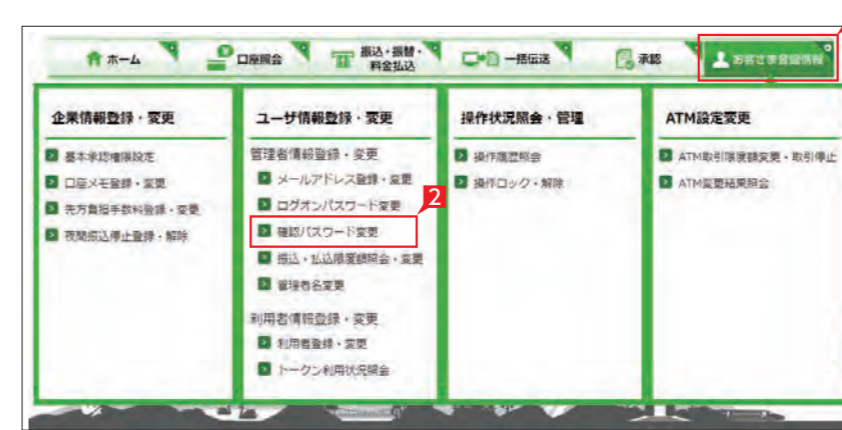 ホーム
口座照会
振込・振替・
料金払込
一括伝送
承認
お客さま登録情報
企業情報登録・変更
基本承認権限設定
口座メモ登録・変更
先方負担手数料登録・変更
夜間振込停止登録・解除
ユーザ情報登録・変更
管理者情報登録・変更
メールアドレス登録・変更
ログオンパスワード変更
2
確認パスワード変更
振込・払込限度額照会・変更
管理者名変更
利用者情報登録・変更
利用者登録・変更
トークン利用状況照会
操作状況照会・管理
操作履歴照会
操作ロック・解除
ATM設定変更
ATM取引限度額変更・取引停止
ATM変更結果照会